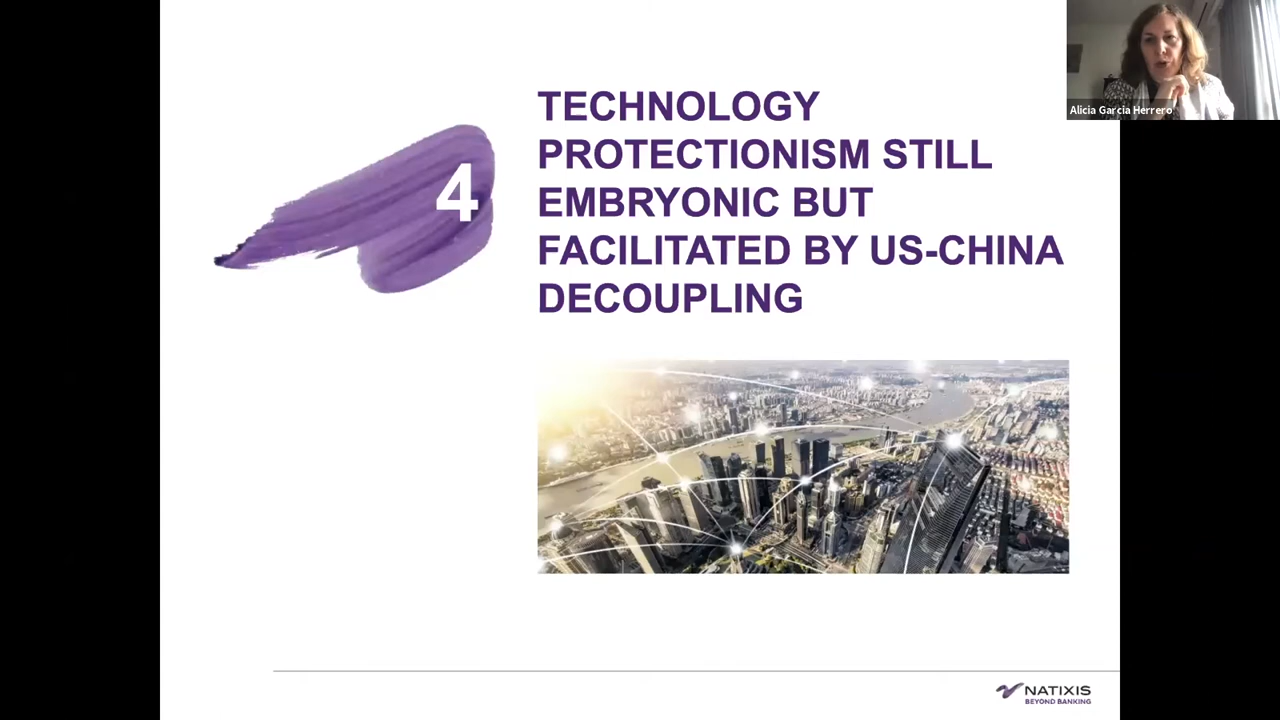 Alicia Garcia Herrero
4
TECHNOLOGY
PROTECTIONISM STILL
EMBRYONIC BUT
FACILITATED BY US-CHINA
DECOUPLING
NATIXIS
BEYOND BANKING